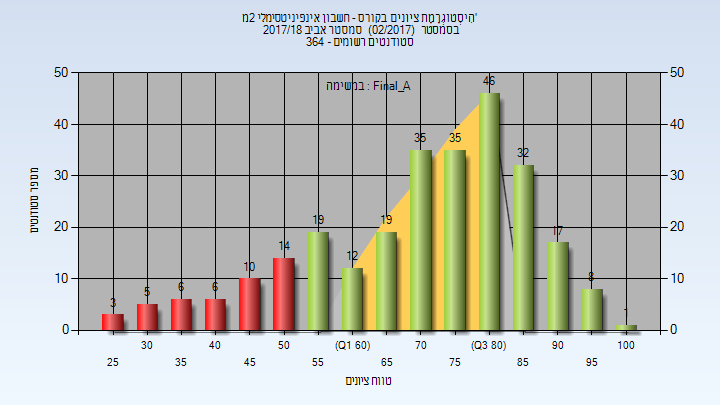 היסטוגרמת ציונים בקורס - חשבון אינפיניטסימלי 2מ'
בסמסטר (02/2017) סמסטר אביב 2017/18
סטודנטים רשומים - 364
במשימה : Final_A
מספר סטודנטים
50 40 30 20 10 0
50 40 30 20 10 0
3 5 6 6 10 14 19 12 19 35 35 46 32 17 8 1
30 40 50 (Q1 60) 70 (Q3 80) 90 100
25 35 45 55 65 75 85 95
טווח ציונים